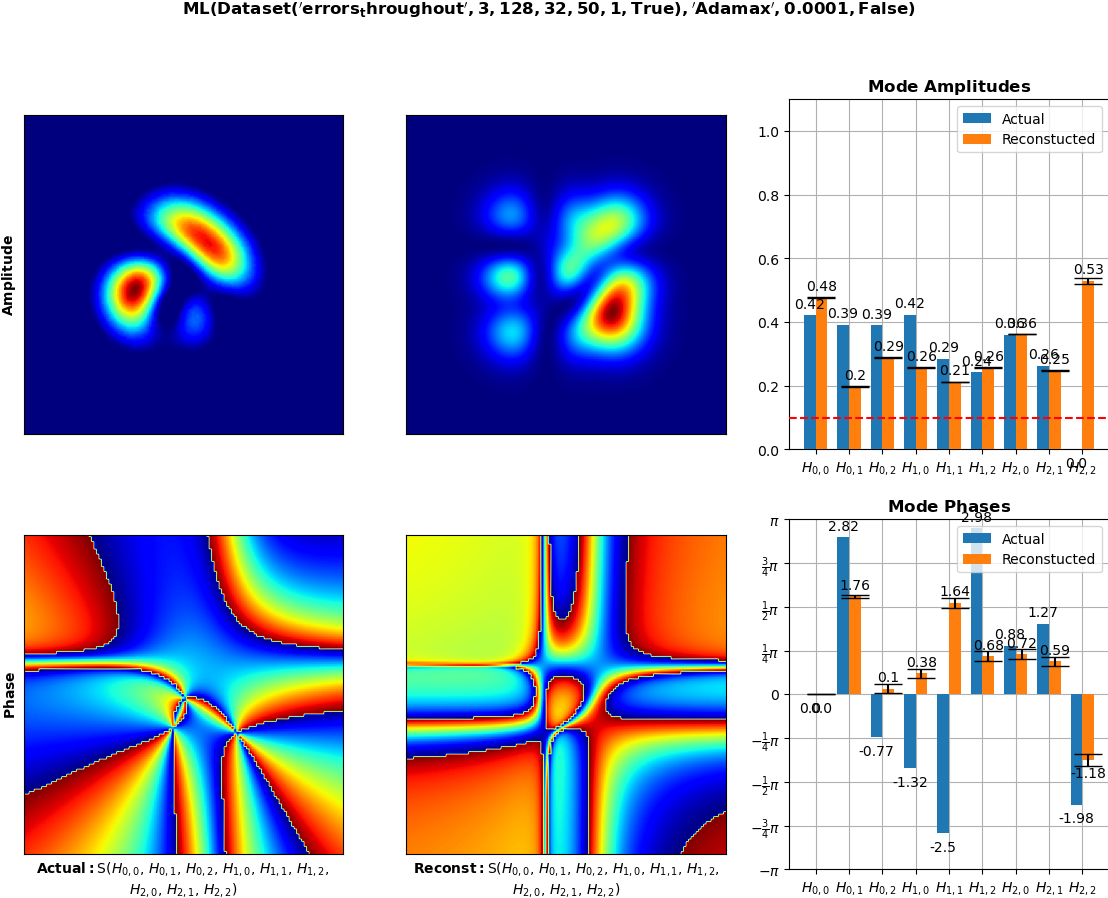 ML(Dataset('errors_throughout', 3, 128, 32, 50, 1, True), 'Adamax', 0.0001, False)
Amplitude
Mode Amplitudes
Actual
Reconstucted
1.0
0.8
0.6
0.4
0.2
0.0
0.42
0.48
0.39
0.2
0.39
0.29
0.42
0.26
0.29
0.21
0.24
0.26
0.36
0.36
0.26
0.25
0.0
0.53
H0,0 H0,1 H0,2 H1,0 H1,1 H1,2 H2,0 H2,1 H2,2
Phase
Mode Phases
Actual
Reconstucted
π
3/4π
1/2π
1/4π
0
−1/4π
−1/2π
−3/4π
−π
0.0
0.0
2.82
1.76
-0.77
0.1
-1.32
0.38
-2.5
1.64
2.98
0.68
0.88
0.72
1.27
0.59
-1.98
-1.18
H0,0 H0,1 H0,2 H1,0 H1,1 H1,2 H2,0 H2,1 H2,2
Actual: S(H0,0, H0,1, H0,2, H1,0, H1,1, H1,2,
H2,0, H2,1, H2,2)
Reconst: S(H0,0, H0,1, H0,2, H1,0, H1,1, H1,2,
H2,0, H2,1, H2,2)